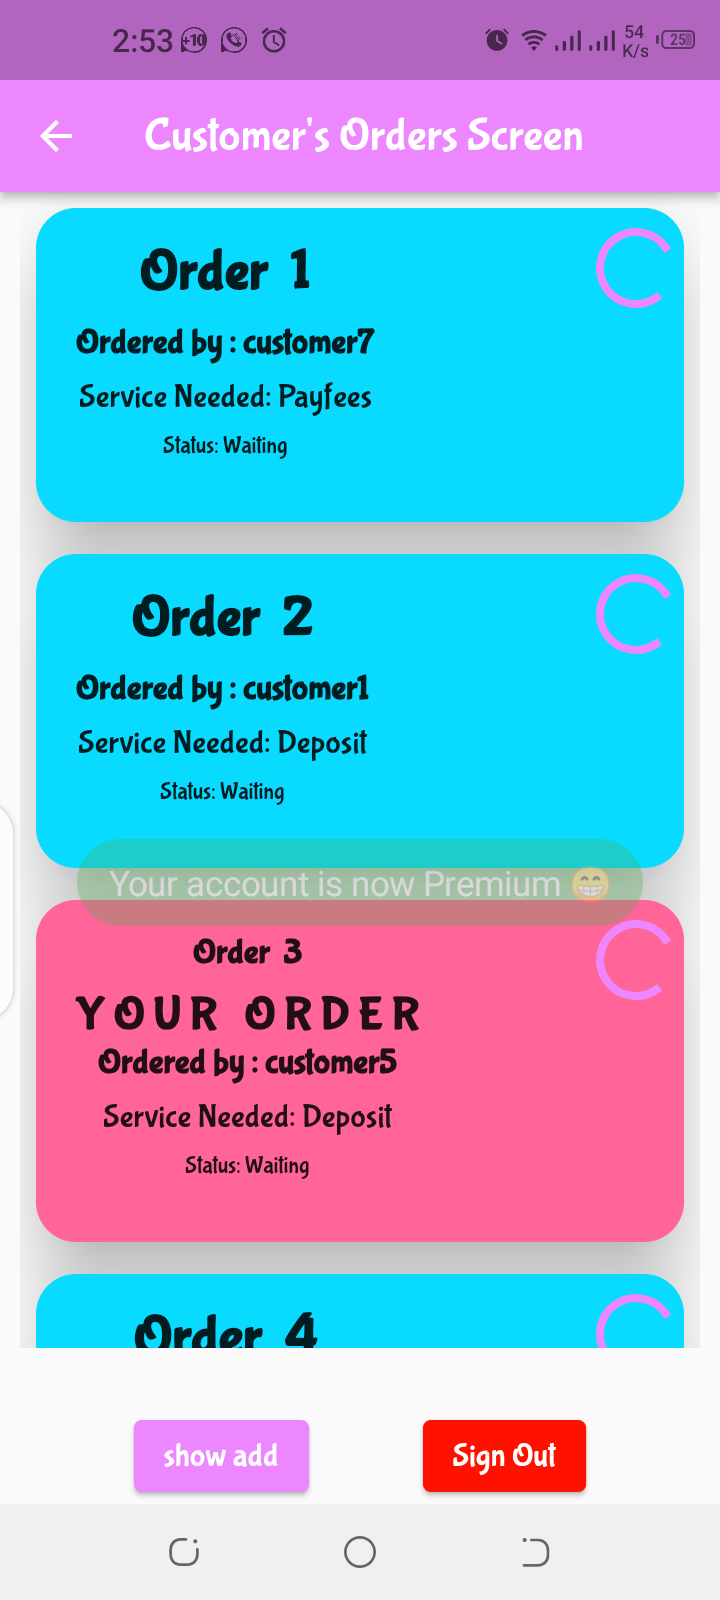 2:53
+10
54
K/s
25
Customer's Orders Screen
Order 1
Ordered by : customer7
Service Needed: Payfees
Status: Waiting
Order 2
Ordered by : customer1
Service Needed: Deposit
Status: Waiting
Your account is now Premium 😁
Order 3
YOUR ORDER
Ordered by : customer5
Service Needed: Deposit
Status: Waiting
Order 4
show add
Sign Out